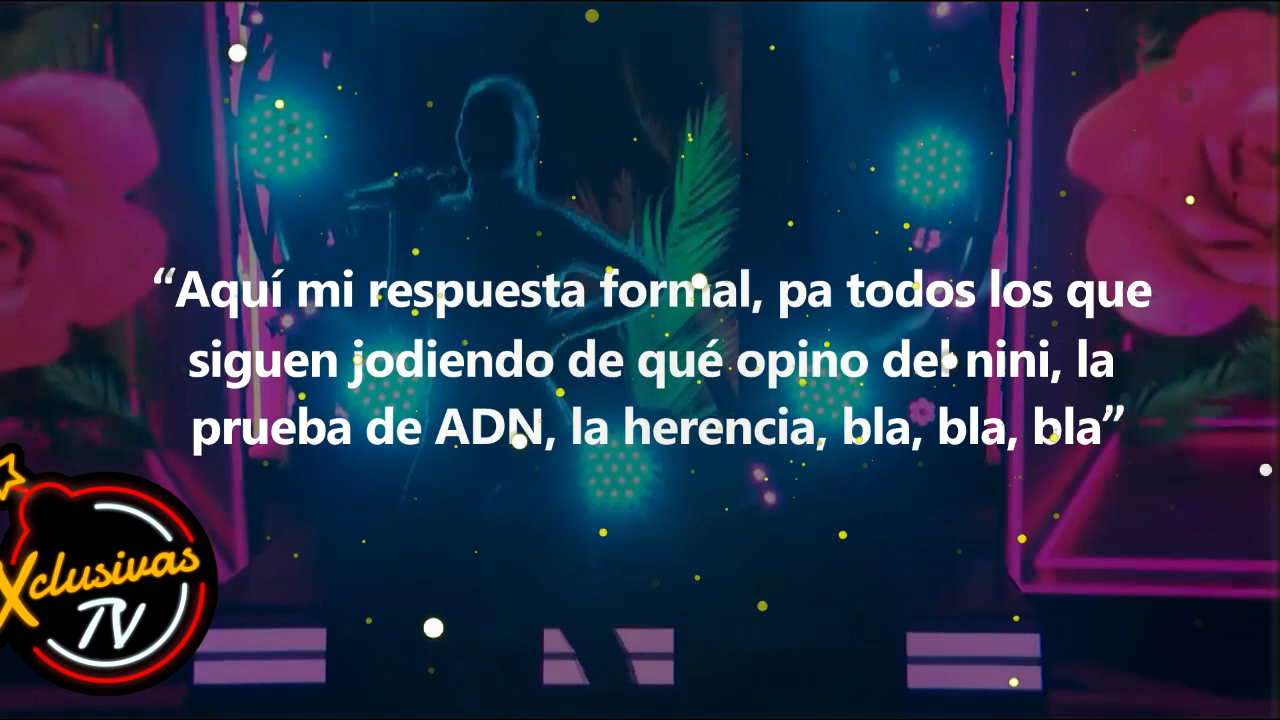 “Aquí mi respuesta formal, pa todos los que
siguen jodiendo de qué opino del nini, la
prueba de ADN, la herencia, bla, bla, bla”
Xclusivas
TV